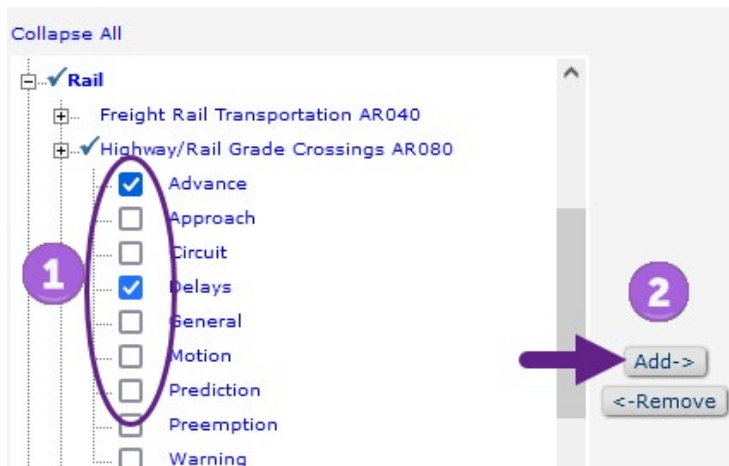 Collapse All
Rail
Freight Rail Transportation AR040
Highway/Rail Grade Crossings AR080
Advance
Approach
Circuit
1
Delays
2
General
Motion
Add->
Prediction
<-Remove
Preemption
Warning